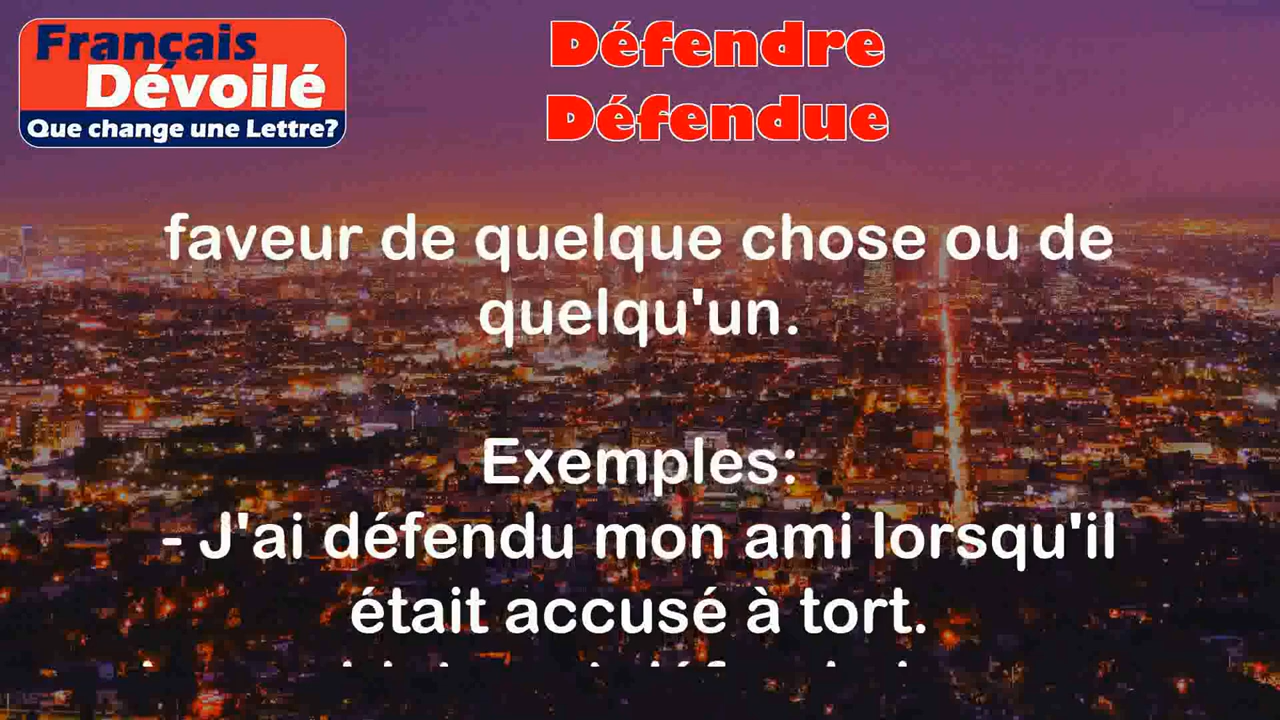 Français
Dévoilé
Que change une Lettre?
Défendre
Défendue
faveur de quelque chose ou de
quelqu'un.
Exemples:
- J'ai défendu mon ami lorsqu'il
était accusé à tort.